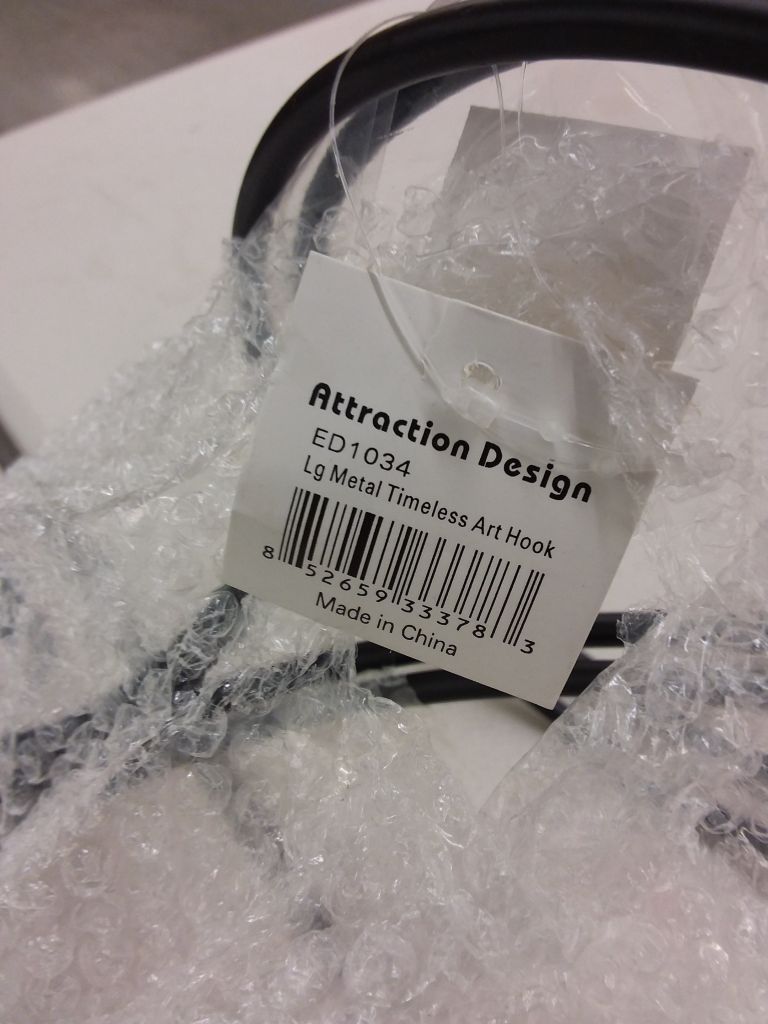 Attraction Design
ED1034
Lg Metal Timeless Art Hook
8 52659 33378 3
Made in China